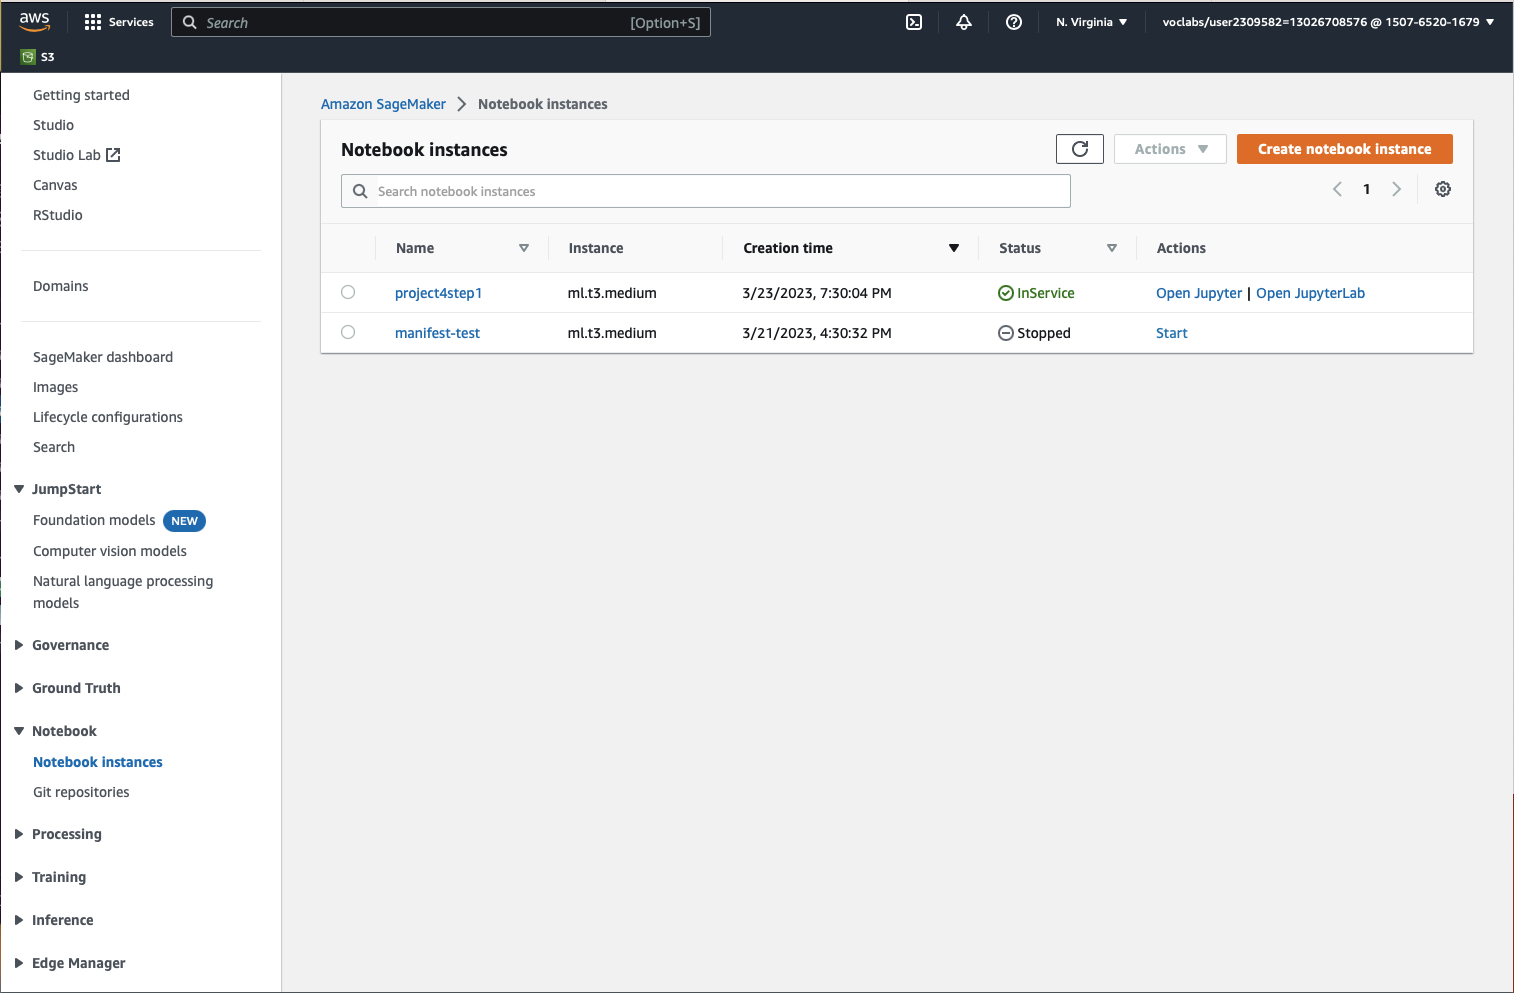 aws Services Search [Option+S] N. Virginia voclabs/user2309582=13026708576 @ 1507-6520-1679
S3
Getting started
Studio
Studio Lab
Canvas
RStudio
Domains
SageMaker dashboard
Images
Lifecycle configurations
Search
JumpStart
Foundation models NEW
Computer vision models
Natural language processing
models
Governance
Ground Truth
Notebook
Notebook instances
Git repositories
Processing
Training
Inference
Edge Manager
Amazon SageMaker Notebook instances
Notebook instances Actions Create notebook instance
Search notebook instances 1
Name Instance Creation time Status Actions
project4step1 ml.t3.medium 3/23/2023, 7:30:04 PM InService Open Jupyter | Open JupyterLab
manifest-test ml.t3.medium 3/21/2023, 4:30:32 PM Stopped Start